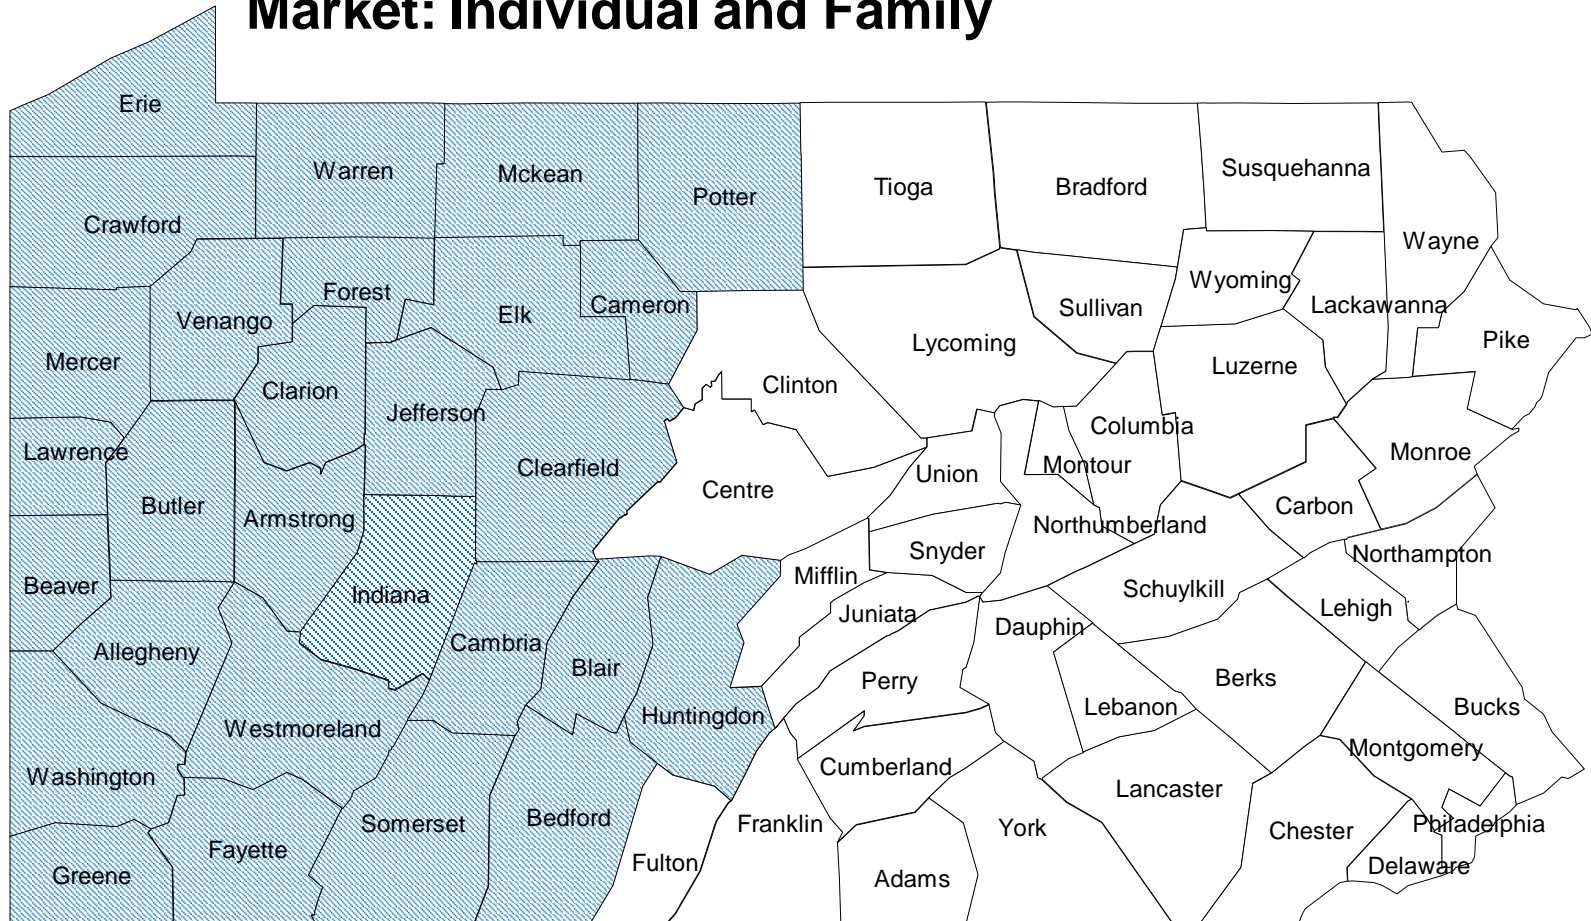 Market: Individual and Family
Erie
Warren
Mckean
Susquehanna
Tioga
Bradford
Potter
Crawford
Wayne
Wyoming
Forest
Cameron
Lackawanna
Sullivan
Elk
Venango
Pike
Lycoming
Mercer
Luzerne
Clinton
Clarion
Jefferson
Columbia
Lawrence
Monroe
Montour
Clearfield
Union
Centre
Butler
Carbon
Armstrong
Northumberland
Snyder
Northampton
Mifflin
Beaver
Schuylkill
Indiana
Lehigh
Juniata
Dauphin
Cambria
Allegheny
Blair
Berks
Perry
Lebanon
Bucks
Huntingdon
Westmoreland
Montgomery
Cumberland
Washington
Lancaster
Bedford
Somerset
Franklin
Philadelphia
York
Chester
Fayette
Fulton
Delaware
Greene
Adams